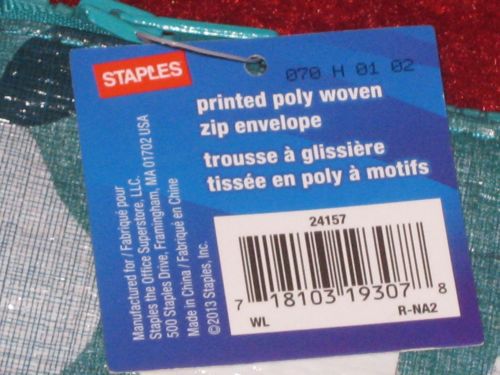 STAPLES
070 H 01 02
printed poly woven
zip envelope
trousse à glissière
tissée en poly à motifs
24157
7 18103 19307 8
WL R-NA2
Manufactured for / Fabriqué pour
Staples the Office Superstore, LLC.
500 Staples Drive, Framingham, MA 01702 USA
Made in China / Fabriqué en Chine
©2013 Staples, Inc.